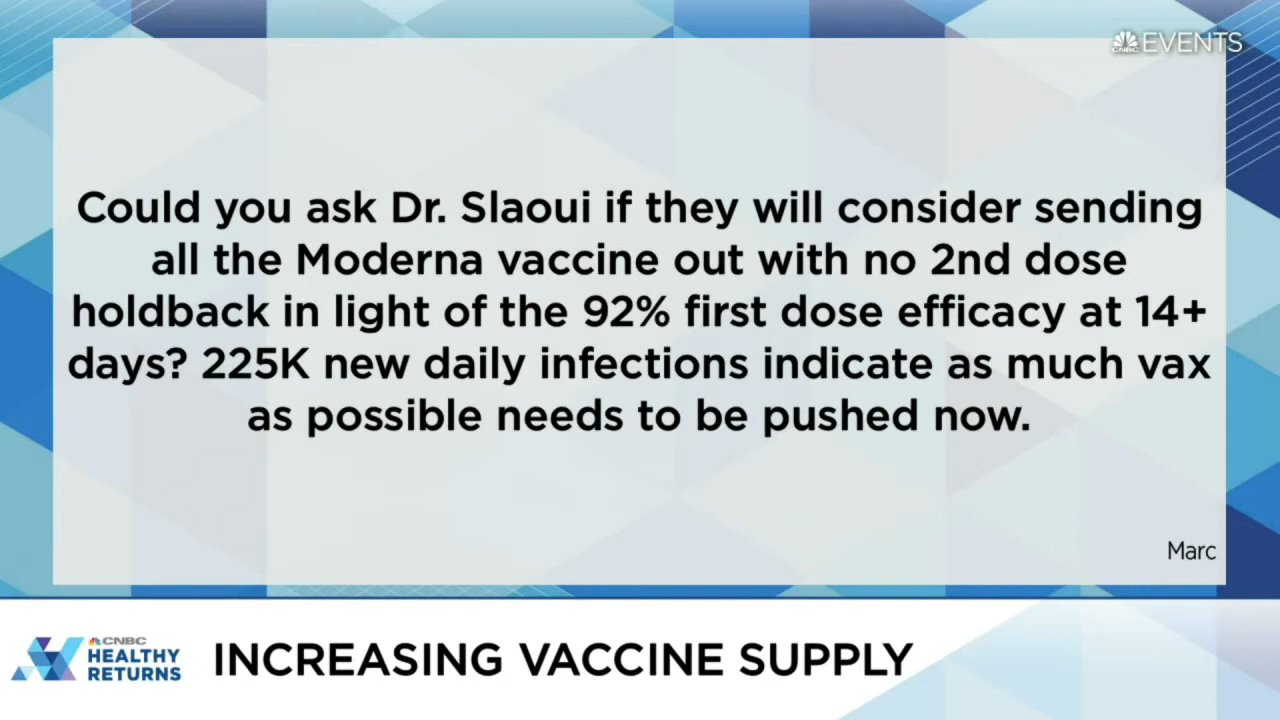 CNBC EVENTS
Could you ask Dr. Slaoui if they will consider sending
all the Moderna vaccine out with no 2nd dose
holdback in light of the 92% first dose efficacy at 14+
days? 225K new daily infections indicate as much vax
as possible needs to be pushed now.
Marc
CNBC
HEALTHY
RETURNS
INCREASING VACCINE SUPPLY